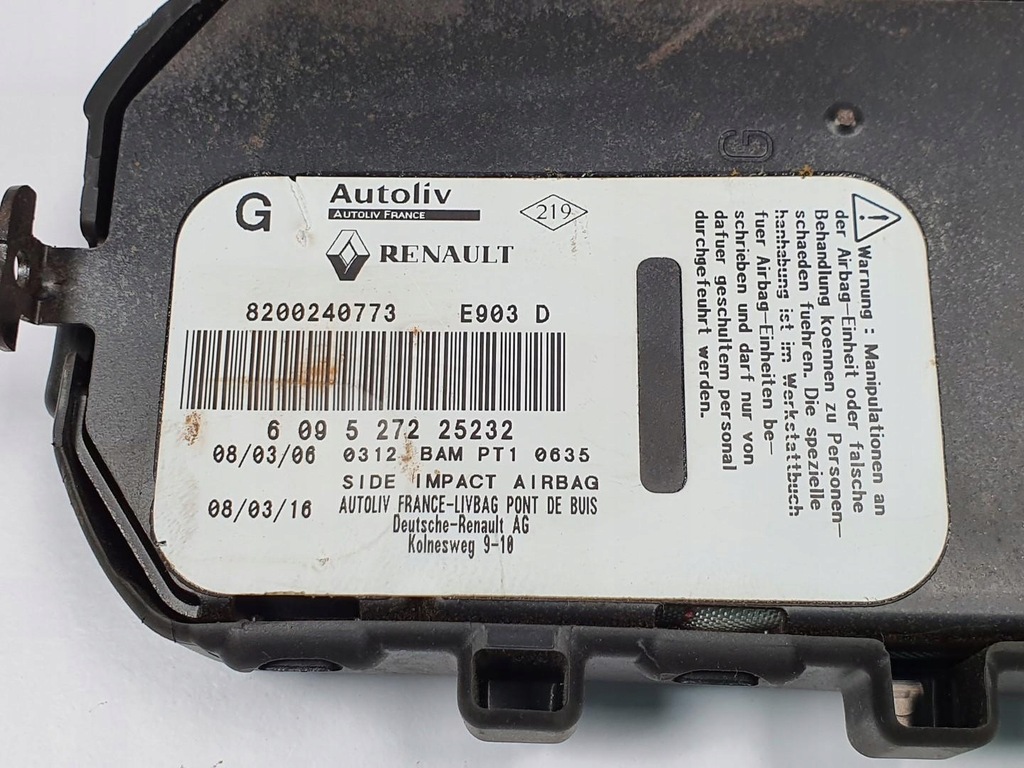 G
G
Autoliv
AUTOLIV FRANCE
219
RENAULT
8200240773 E903 D
6 09 5 272 25232
08/03/06 0312 BAM PT1 0635
SIDE IMPACT AIRBAG
08/03/16 AUTOLIV FRANCE-LIVBAG PONT DE BUIS
Deutsche-Renault AG
Kolnesweg 9-10
Warnung : Manipulationen an
der Airbag-Einheit oder falsche
Behandlung koennen zu Personen-
schaeden fuehren. Die spezielle
hanhabung ist im Werkstattbuch
fuer Airbag-Einheiten be-
schrieben und darf nur von
dafuer geschultem personal
durchgefeuhrt werden.